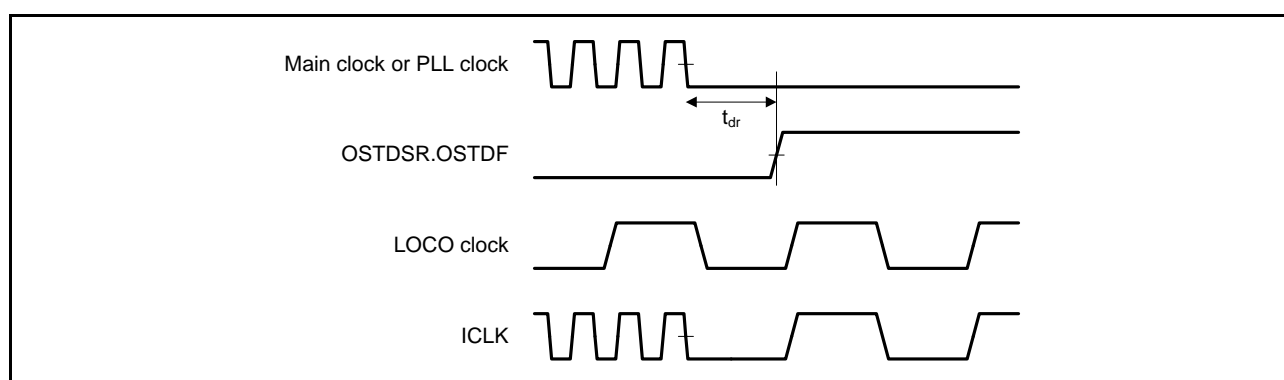 Main clock or PLL clock
tdr
OSTDSR.OSTDF
LOCO clock
ICLK